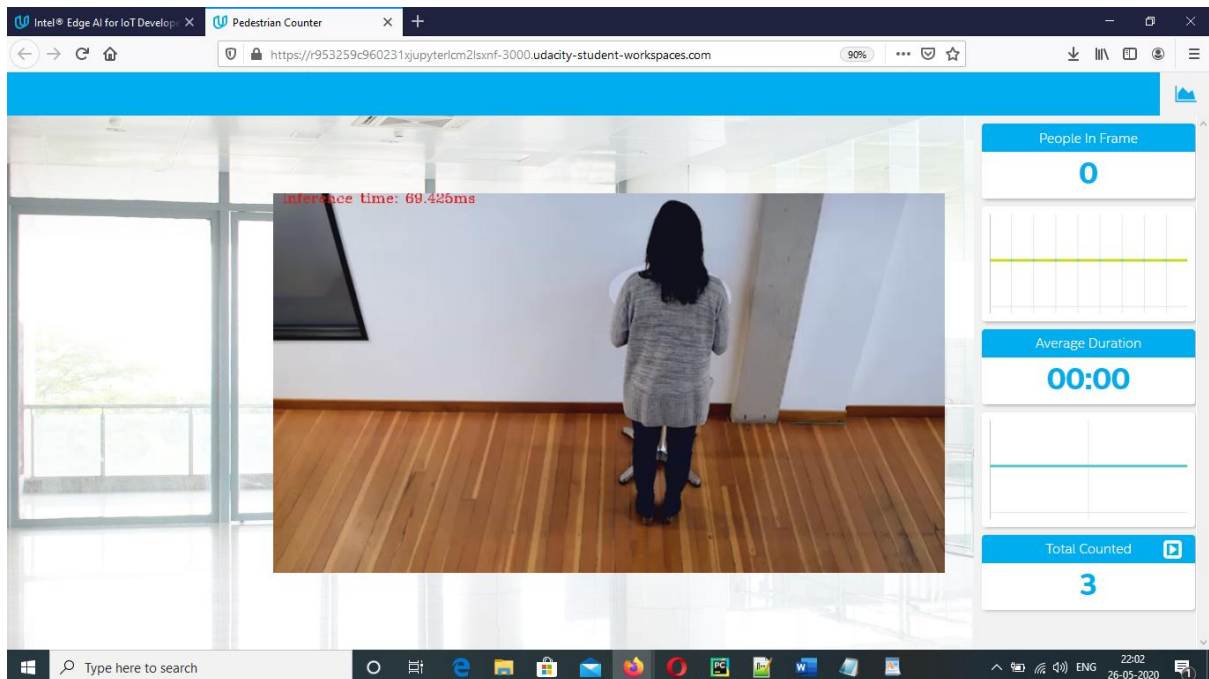 Intel® Edge AI for IoT Develop
Pedestrian Counter
https://r953259c960231xjupyterlcm2lsxnf-3000.udacity-student-workspaces.com
90%
People In Frame
0
Inference time: 69.425ms
Average Duration
00:00
Total Counted
3
Type here to search
ENG
22:02
26-05-2020